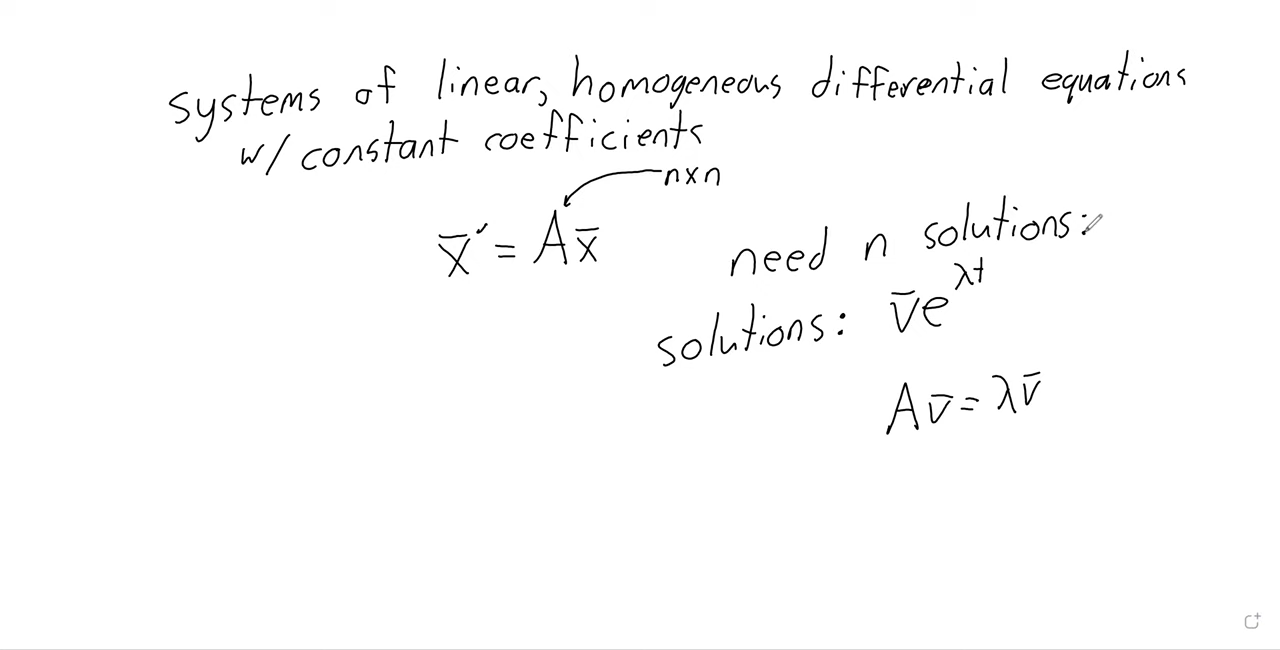 systems of linear, homogeneous differential equations
w/ constant coefficients
n×n
x̄' = Ax̄
need n solutions:
solutions: v̄e^λt
Av̄ = λv̄